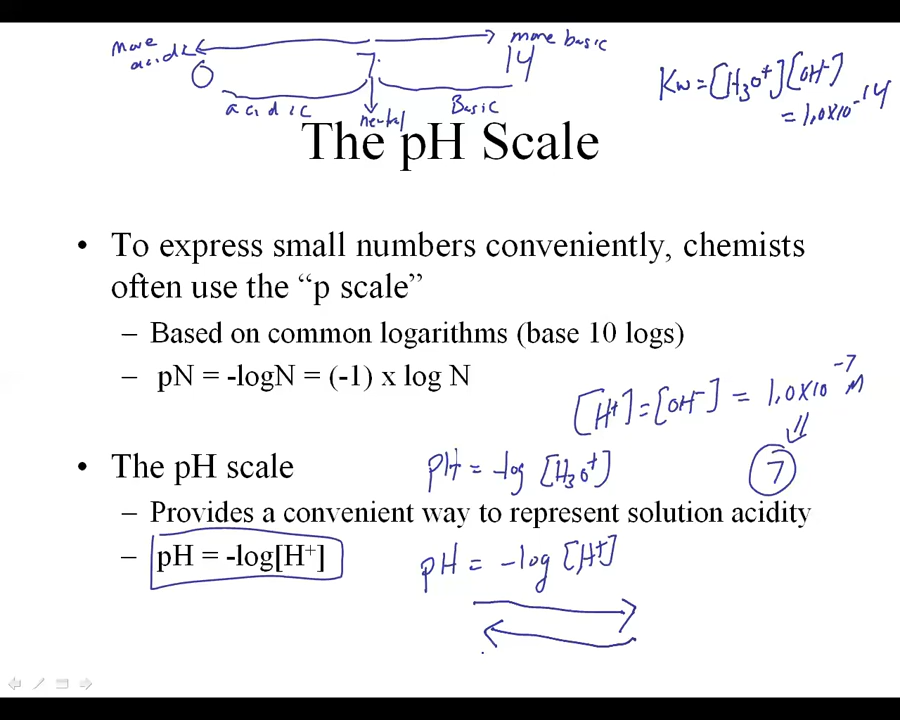 more basic
more acidic
0
7
14
acidic
neutral
Basic
Kw = [H3O+][OH-]
= 1.0x10-14
The pH Scale
• To express small numbers conveniently, chemists
often use the “p scale”
– Based on common logarithms (base 10 logs)
– pN = -logN = (-1) x log N
[H+] = [OH-] = 1.0x10-7 M
7
• The pH scale
pH = -log [H3O+]
– Provides a convenient way to represent solution acidity
– pH = -log[H+]
pH = -log [H+]